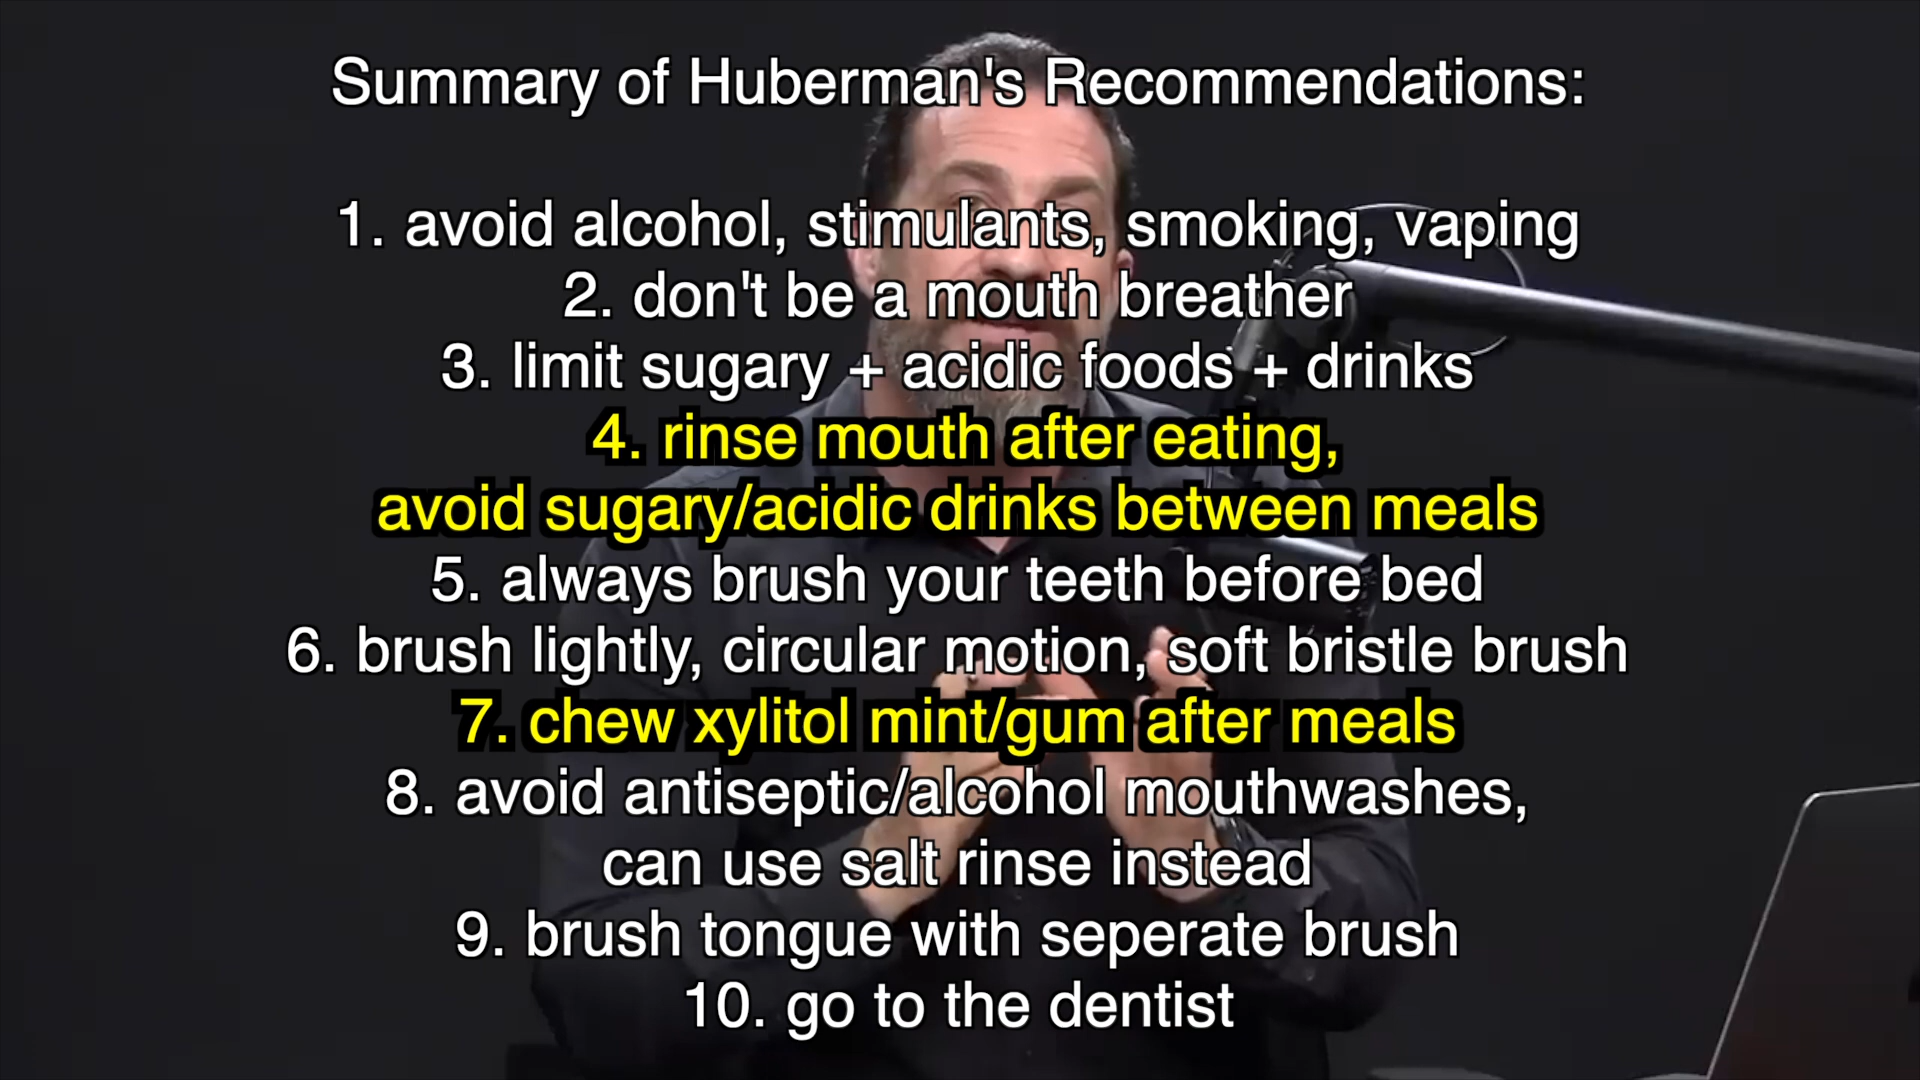 Summary of Huberman's Recommendations:
1. avoid alcohol, stimulants, smoking, vaping
2. don't be a mouth breather
3. limit sugary + acidic foods + drinks
4. rinse mouth after eating,
avoid sugary/acidic drinks between meals
5. always brush your teeth before bed
6. brush lightly, circular motion, soft bristle brush
7. chew xylitol mint/gum after meals
8. avoid antiseptic/alcohol mouthwashes,
can use salt rinse instead
9. brush tongue with seperate brush
10. go to the dentist